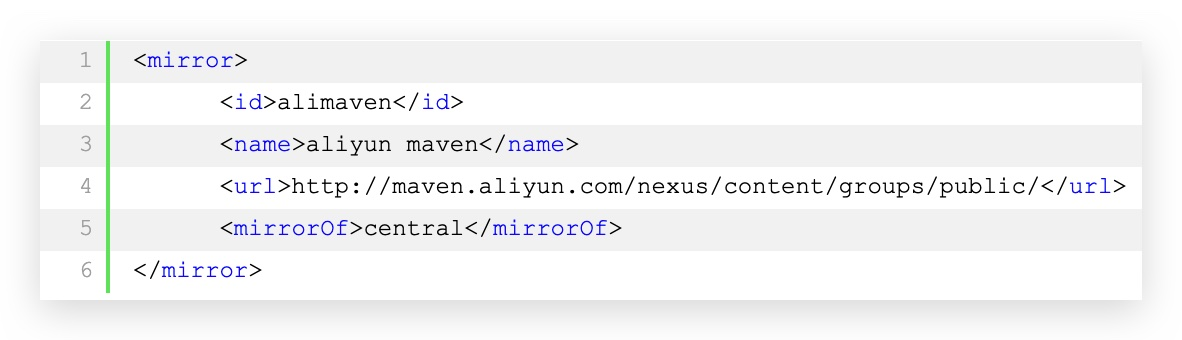 1 <mirror>
2 <id>alimaven</id>
3 <name>aliyun maven</name>
4 <url>http://maven.aliyun.com/nexus/content/groups/public/</url>
5 <mirrorOf>central</mirrorOf>
6 </mirror>